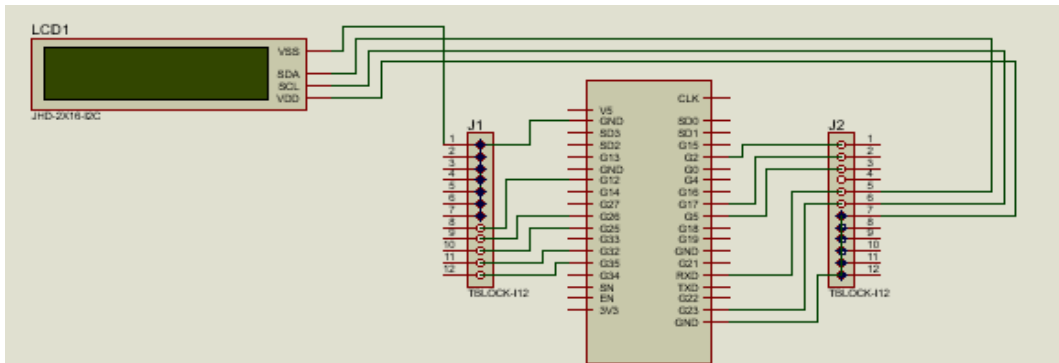 LCD1
VSS
SDA
SCL
VDD
JHD-2X16-I2C
J1
1
2
3
4
5
6
7
8
9
10
11
12
TBLOCK-I12
V5
GND
SD3
SD2
G13
GND
G12
G14
G27
G26
G25
G33
G32
G35
G34
SN
EN
3V3
CLK
SD0
SD1
G15
G2
G0
G4
G16
G17
G5
G18
G19
GND
G21
RXD
TXD
G22
G23
GND
J2
1
2
3
4
5
6
7
8
9
10
11
12
TBLOCK-I12